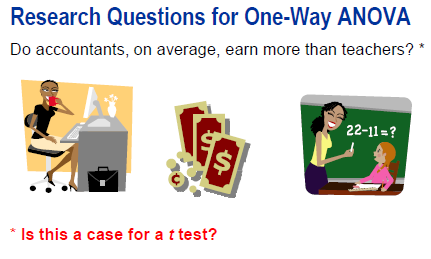 Research Questions for One-Way ANOVA
Do accountants, on average, earn more than teachers? *
$
$
$
¢
22-11=?
* Is this a case for a t test?